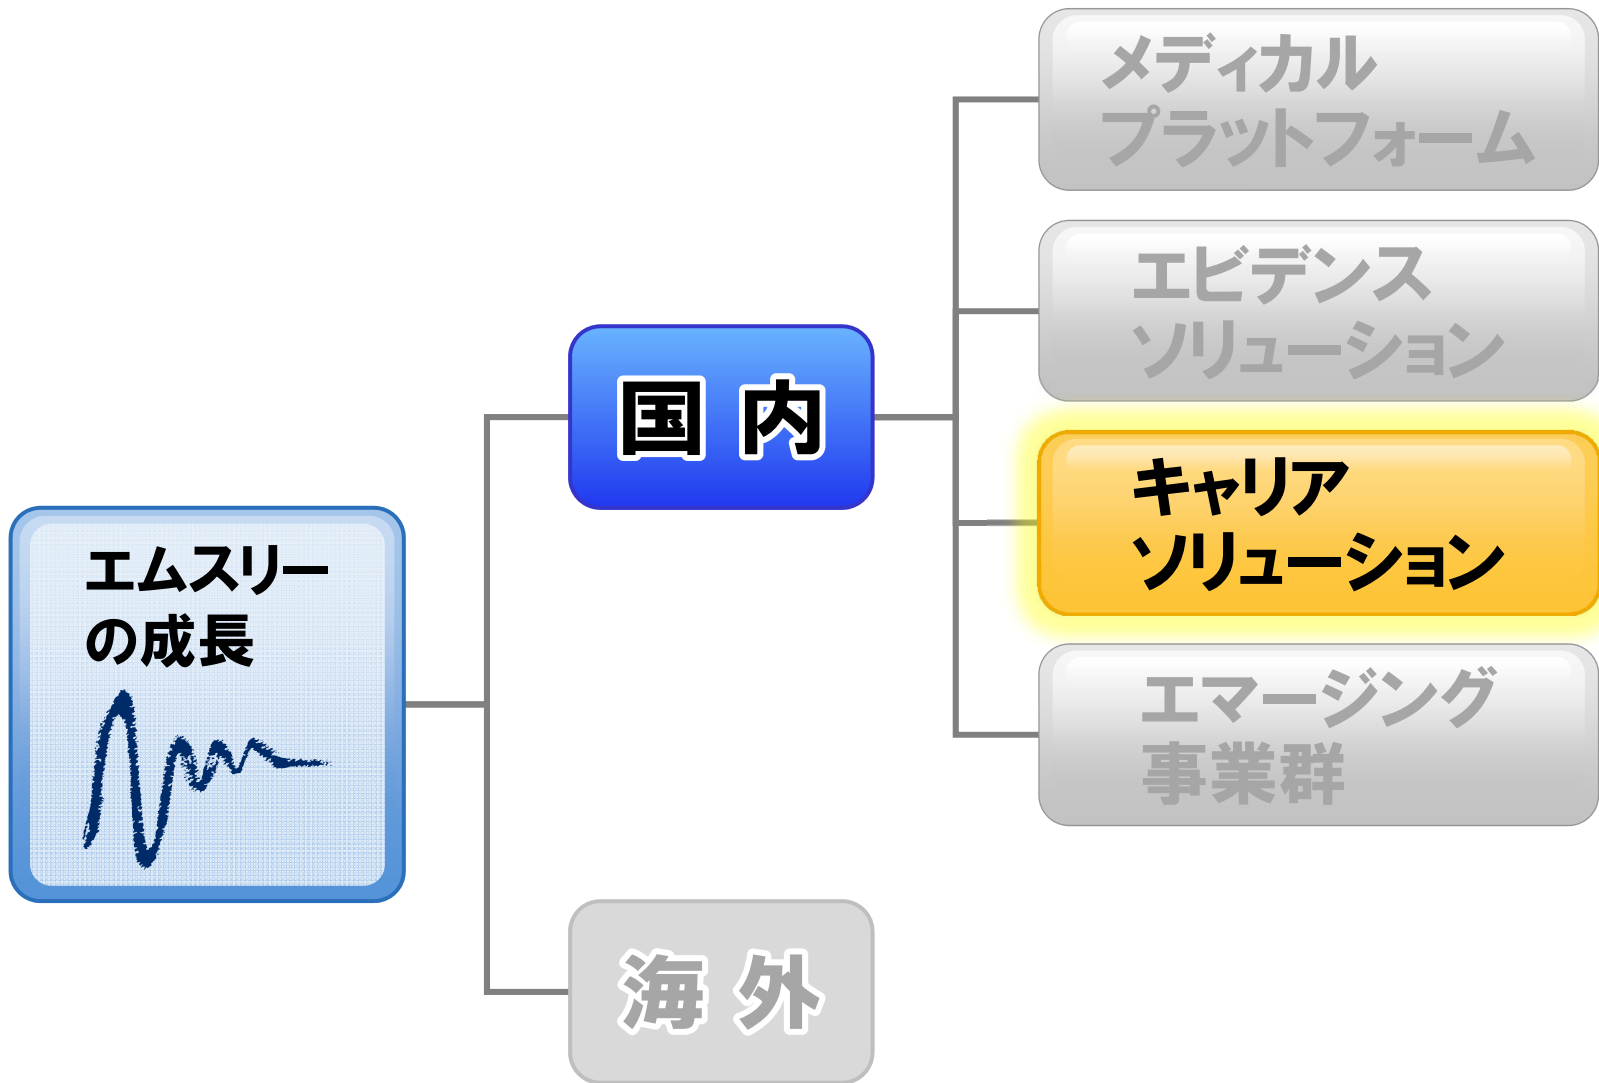 エムスリー
の成長
国内
海外
メディカル
プラットフォーム
エビデンス
ソリューション
キャリア
ソリューション
エマージング
事業群